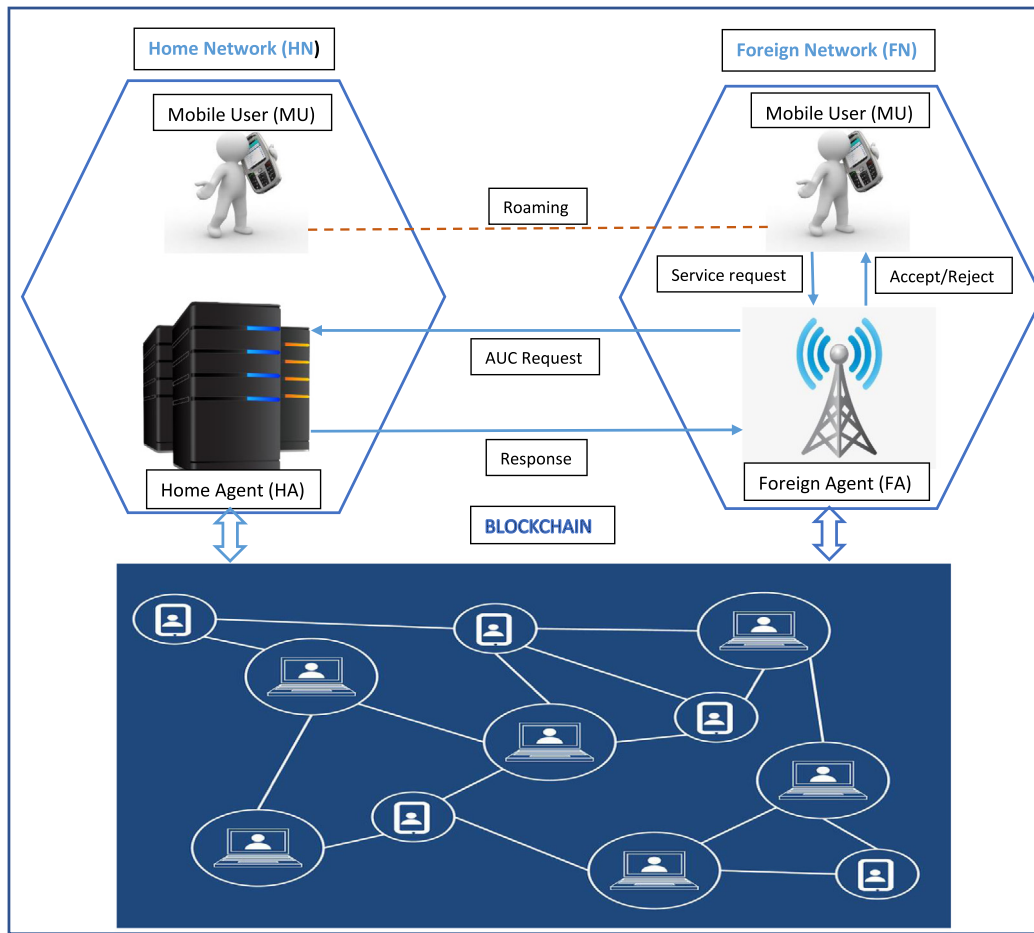 Home Network (HN)
Foreign Network (FN)
Mobile User (MU)
Mobile User (MU)
Roaming
Service request
Accept/Reject
AUC Request
Response
Home Agent (HA)
Foreign Agent (FA)
BLOCKCHAIN